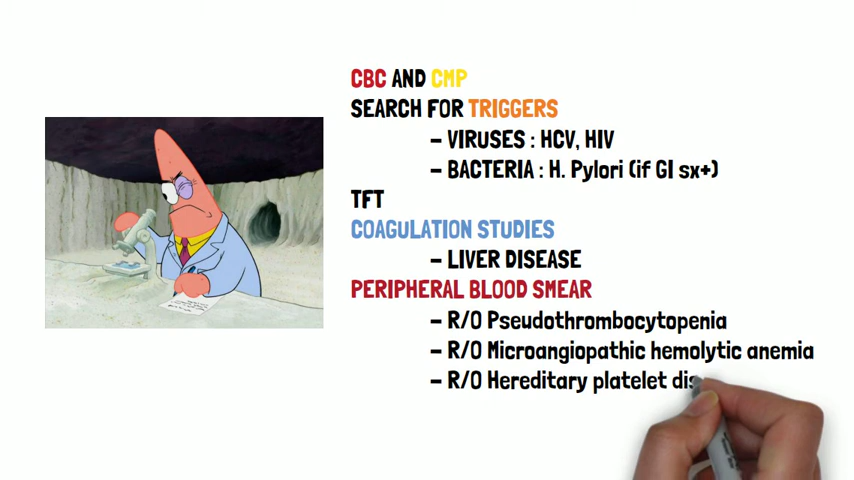 CBC AND CMP
SEARCH FOR TRIGGERS
– VIRUSES : HCV, HIV
– BACTERIA : H. Pylori (if GI sx+)
TFT
COAGULATION STUDIES
– LIVER DISEASE
PERIPHERAL BLOOD SMEAR
– R/O Pseudothrombocytopenia
– R/O Microangiopathic hemolytic anemia
– R/O Hereditary platelet dis